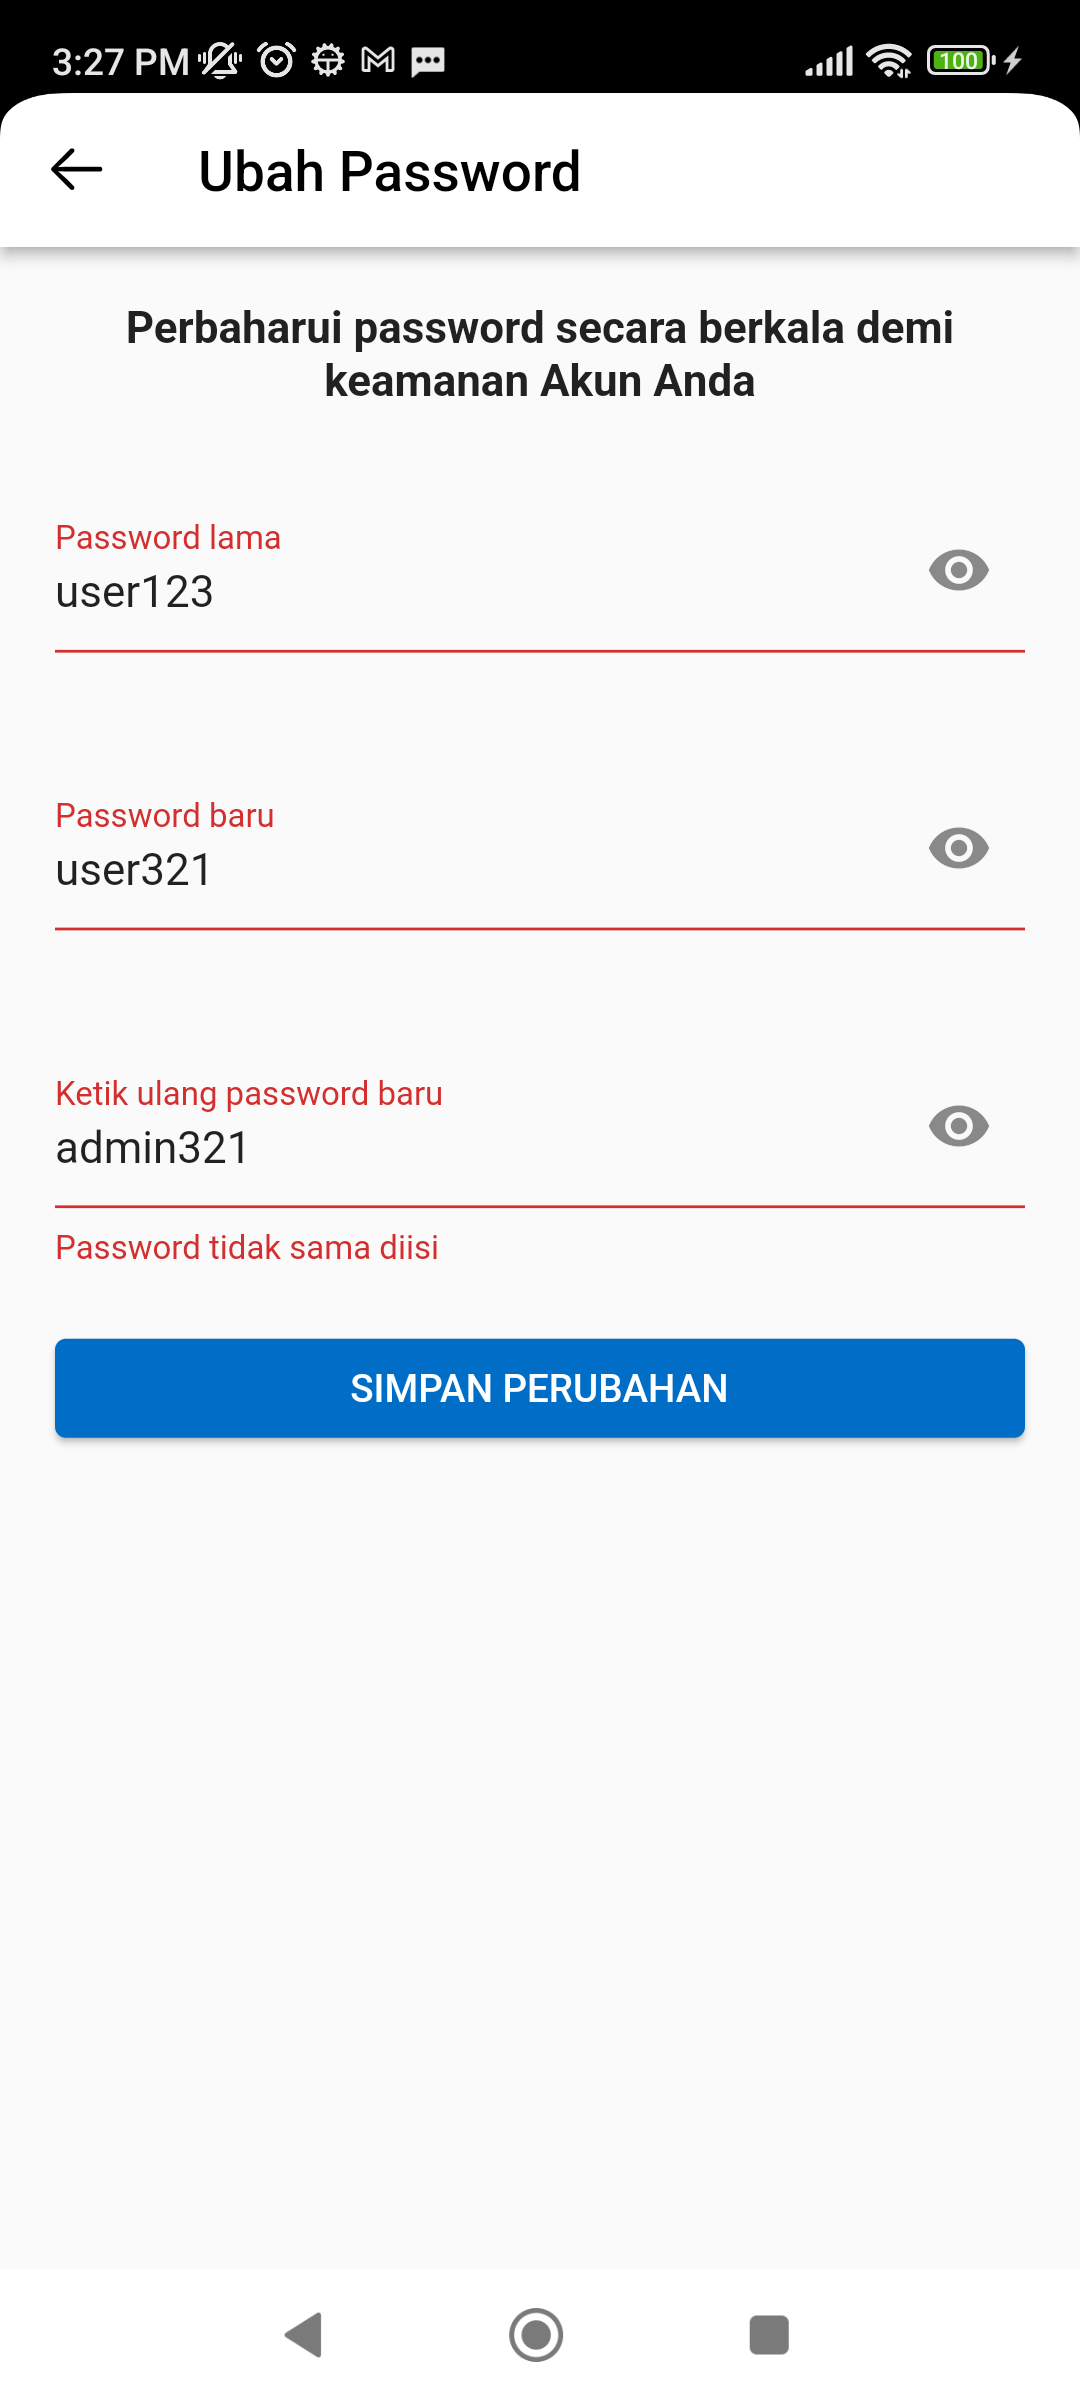 3:27 PM
100
Ubah Password
Perbaharui password secara berkala demi
keamanan Akun Anda
Password lama
user123
Password baru
user321
Ketik ulang password baru
admin321
Password tidak sama diisi
SIMPAN PERUBAHAN